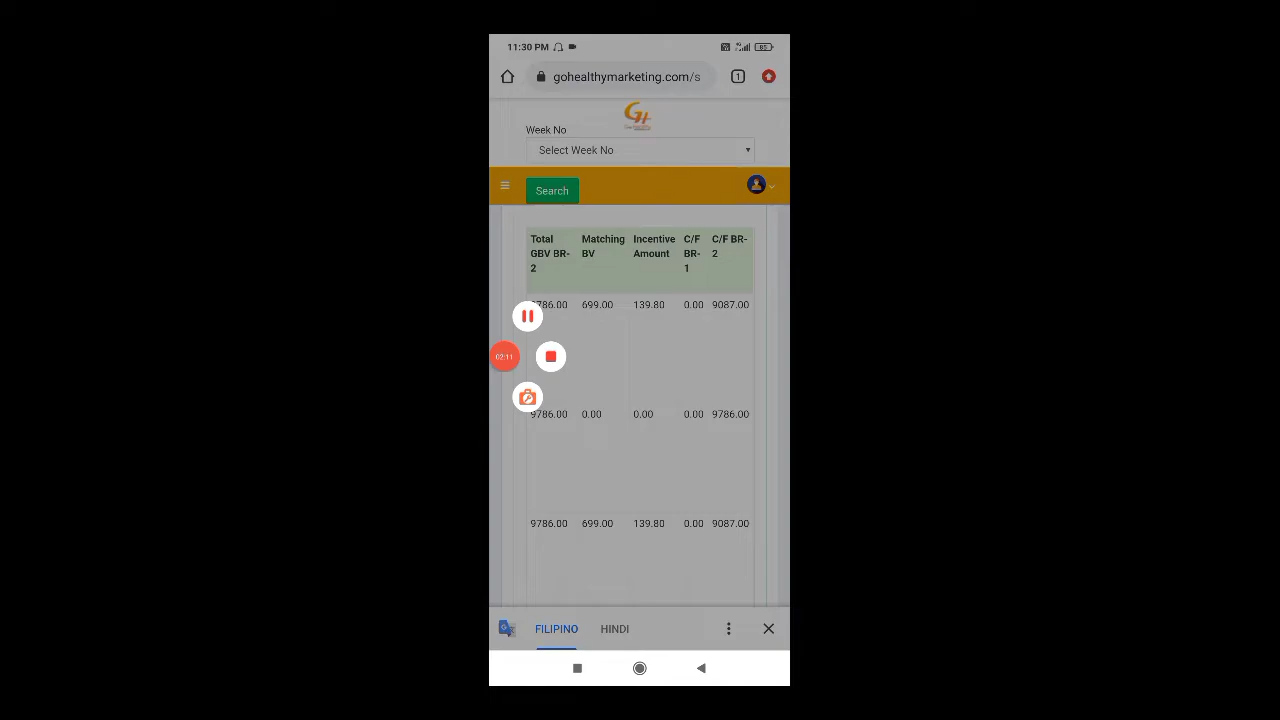 11:30 PM
85
gohealthymarketing.com/s
1
GH
Week No
Select Week No
Search
Total GBV BR-2 Matching BV Incentive Amount C/F BR-1 C/F BR-2
9786.00 699.00 139.80 0.00 9087.00
02:11
9786.00 0.00 0.00 0.00 9786.00
9786.00 699.00 139.80 0.00 9087.00
FILIPINO HINDI